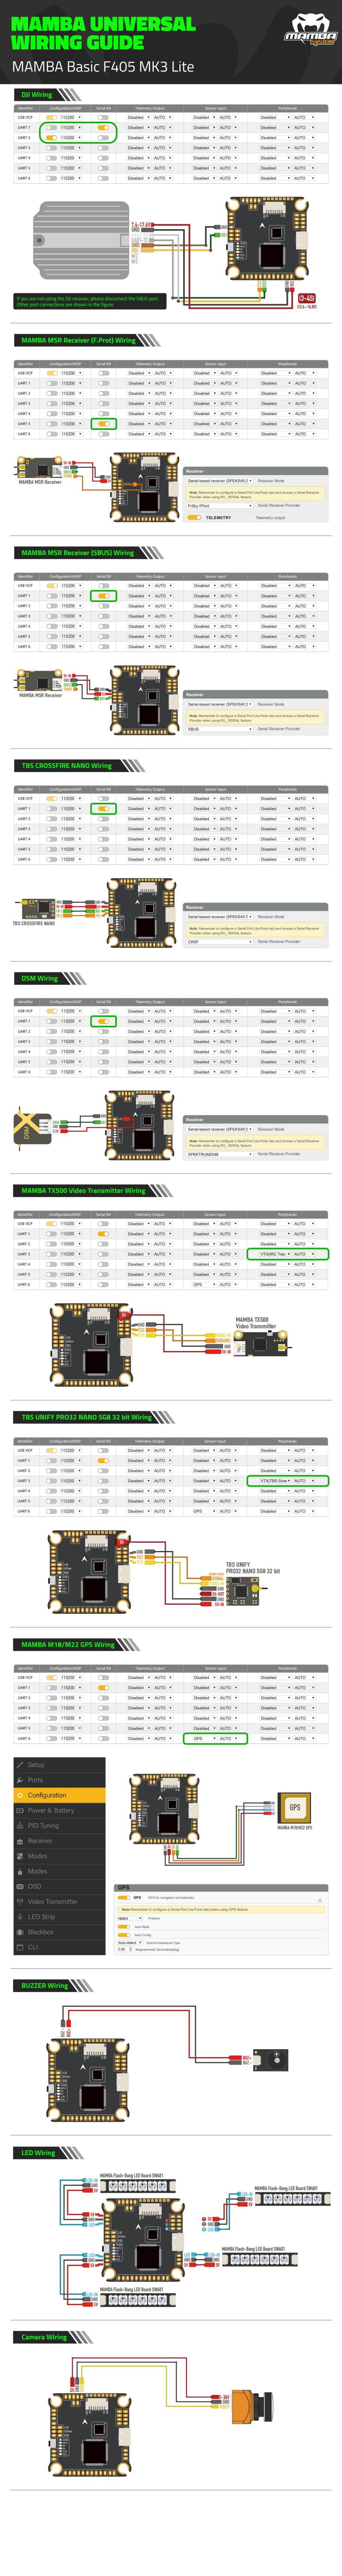 MAMBA UNIVERSAL
WIRING GUIDE
MAMBA
MAMBA Basic F405 MK3 Lite
DJI Wiring
Identifier Configuration/MSP Serial RX Telemetry Output Sensor Input Peripherals
USB VCP 115200 Disabled AUTO Disabled AUTO Disabled AUTO
UART 1 115200 Disabled AUTO Disabled AUTO Disabled AUTO
UART 2 115200 Disabled AUTO Disabled AUTO Disabled AUTO
UART 3 115200 Disabled AUTO Disabled AUTO Disabled AUTO
UART 4 115200 Disabled AUTO Disabled AUTO Disabled AUTO
UART 5 115200 Disabled AUTO Disabled AUTO Disabled AUTO
UART 6 115200 Disabled AUTO Disabled AUTO Disabled AUTO
7.4-17.6V
GND
N/C
N/C
If you are not using the DJI receiver, please disconnect the SBUS port.
Other port connections are shown in the figure.
3-4S
MAMBA MSR Receiver (F.Prot) Wiring
Identifier Configuration/MSP Serial RX Telemetry Output Sensor Input Peripherals
USB VCP 115200 Disabled AUTO Disabled AUTO Disabled AUTO
UART 1 115200 Disabled AUTO Disabled AUTO Disabled AUTO
UART 2 115200 Disabled AUTO Disabled AUTO Disabled AUTO
UART 3 115200 Disabled AUTO Disabled AUTO Disabled AUTO
UART 4 115200 Disabled AUTO Disabled AUTO Disabled AUTO
UART 5 115200 Disabled AUTO Disabled AUTO Disabled AUTO
UART 6 115200 Disabled AUTO Disabled AUTO Disabled AUTO
MAMBA MSR Receiver
Receiver
Serial-based receiver (SPEKSAT,S Receiver Mode
Note: Remember to configure a Serial Port (via Ports tab) and choose a Serial Receiver
Provider when using RX_SERIAL feature.
FrSky FPort Serial Receiver Provider
TELEMETRY Telemetry output
MAMBA MSR Receiver (SBUS) Wiring
Identifier Configuration/MSP Serial RX Telemetry Output Sensor Input Peripherals
USB VCP 115200 Disabled AUTO Disabled AUTO Disabled AUTO
UART 1 115200 Disabled AUTO Disabled AUTO Disabled AUTO
UART 2 115200 Disabled AUTO Disabled AUTO Disabled AUTO
UART 3 115200 Disabled AUTO Disabled AUTO Disabled AUTO
UART 4 115200 Disabled AUTO Disabled AUTO Disabled AUTO
UART 5 115200 Disabled AUTO Disabled AUTO Disabled AUTO
UART 6 115200 Disabled AUTO Disabled AUTO Disabled AUTO
MAMBA MSR Receiver
Receiver
Serial-based receiver (SPEKSAT,S Receiver Mode
Note: Remember to configure a Serial Port (via Ports tab) and choose a Serial Receiver
Provider when using RX_SERIAL feature.
SBUS Serial Receiver Provider
TBS CROSSFIRE NANO Wiring
Identifier Configuration/MSP Serial RX Telemetry Output Sensor Input Peripherals
USB VCP 115200 Disabled AUTO Disabled AUTO Disabled AUTO
UART 1 115200 Disabled AUTO Disabled AUTO Disabled AUTO
UART 2 115200 Disabled AUTO Disabled AUTO Disabled AUTO
UART 3 115200 Disabled AUTO Disabled AUTO Disabled AUTO
UART 4 115200 Disabled AUTO Disabled AUTO Disabled AUTO
UART 5 115200 Disabled AUTO Disabled AUTO Disabled AUTO
UART 6 115200 Disabled AUTO Disabled AUTO Disabled AUTO
TBS CROSSFIRE NANO
Receiver
Serial-based receiver (SPEKSAT,S Receiver Mode
Note: Remember to configure a Serial Port (via Ports tab) and choose a Serial Receiver
Provider when using RX_SERIAL feature.
CRSF Serial Receiver Provider
DSM Wiring
Identifier Configuration/MSP Serial RX Telemetry Output Sensor Input Peripherals
USB VCP 115200 Disabled AUTO Disabled AUTO Disabled AUTO
UART 1 115200 Disabled AUTO Disabled AUTO Disabled AUTO
UART 2 115200 Disabled AUTO Disabled AUTO Disabled AUTO
UART 3 115200 Disabled AUTO Disabled AUTO Disabled AUTO
UART 4 115200 Disabled AUTO Disabled AUTO Disabled AUTO
UART 5 115200 Disabled AUTO Disabled AUTO Disabled AUTO
UART 6 115200 Disabled AUTO Disabled AUTO Disabled AUTO
DSMX
Receiver
Serial-based receiver (SPEKSAT,S Receiver Mode
Note: Remember to configure a Serial Port (via Ports tab) and choose a Serial Receiver
Provider when using RX_SERIAL feature.
SPEKTRUM2048 Serial Receiver Provider
MAMBA TX500 Video Transmitter Wiring
Identifier Configuration/MSP Serial RX Telemetry Output Sensor Input Peripherals
USB VCP 115200 Disabled AUTO Disabled AUTO Disabled AUTO
UART 1 115200 Disabled AUTO Disabled AUTO Disabled AUTO
UART 2 115200 Disabled AUTO Disabled AUTO Disabled AUTO
UART 3 115200 Disabled AUTO Disabled AUTO VTX(IRC Tran AUTO
UART 4 115200 Disabled AUTO Disabled AUTO Disabled AUTO
UART 5 115200 Disabled AUTO Disabled AUTO Disabled AUTO
UART 6 115200 Disabled AUTO GPS AUTO Disabled AUTO
MAMBA TX500
Video Transmitter
TBS UNIFY PRO32 NANO 5G8 32 bit Wiring
Identifier Configuration/MSP Serial RX Telemetry Output Sensor Input Peripherals
USB VCP 115200 Disabled AUTO Disabled AUTO Disabled AUTO
UART 1 115200 Disabled AUTO Disabled AUTO Disabled AUTO
UART 2 115200 Disabled AUTO Disabled AUTO Disabled AUTO
UART 3 115200 Disabled AUTO Disabled AUTO VTX(TBS Sma AUTO
UART 4 115200 Disabled AUTO Disabled AUTO Disabled AUTO
UART 5 115200 Disabled AUTO Disabled AUTO Disabled AUTO
UART 6 115200 Disabled AUTO GPS AUTO Disabled AUTO
TBS UNIFY
PRO32 NANO 5G8 32 bit
MAMBA M18/M22 GPS Wiring
Identifier Configuration/MSP Serial RX Telemetry Output Sensor Input Peripherals
USB VCP 115200 Disabled AUTO Disabled AUTO Disabled AUTO
UART 1 115200 Disabled AUTO Disabled AUTO Disabled AUTO
UART 2 115200 Disabled AUTO Disabled AUTO Disabled AUTO
UART 3 115200 Disabled AUTO Disabled AUTO Disabled AUTO
UART 4 115200 Disabled AUTO Disabled AUTO Disabled AUTO
UART 5 115200 Disabled AUTO Disabled AUTO Disabled AUTO
UART 6 115200 Disabled AUTO GPS AUTO Disabled AUTO
Setup
Ports
Configuration
Power & Battery
PID Tuning
Receiver
Modes
Modes
OSD
Video Transmitter
LED Strip
Blackbox
CLI
GPS
MAMBA M18/M22 GPS
GPS
GPS GPS for navigation and telemetry
Note: Remember to configure a Serial Port (via Ports tab) when using GPS feature.
NMEA Protocol
Auto Baud
Auto Config
Auto-detect Ground Assistance Type
0.00 Magnetometer Declination[deg]
BUZZER Wiring
BUZ+
BUZ-
LED Wiring
MAMBA Flash-Bang LED Board SW601
MAMBA Flash-Bang LED Board SW601
MAMBA Flash-Bang LED Board SW601
MAMBA Flash-Bang LED Board SW601
Camera Wiring